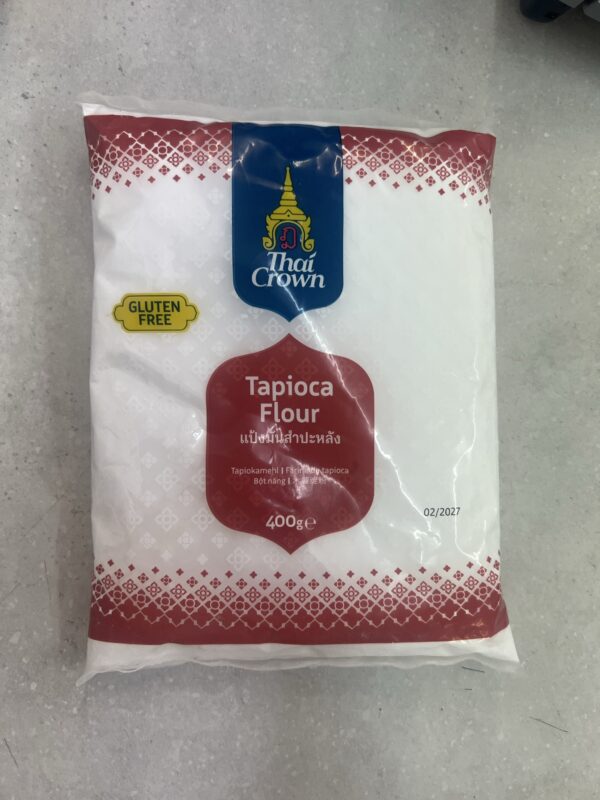 ฎ
Thai
Crown
GLUTEN
FREE
Tapioca
Flour
แป้งมันสำปะหลัง
Tapiokamehl | Farine de tapioca
Bột năng |
400g ℮
02/2027